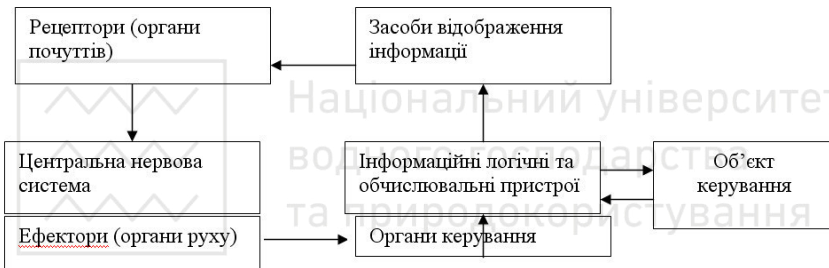 Рецептори (органи
почуттів)
Засоби відображення
інформації
Національний університет
Центральна нервова
система
Інформаційні логічні та
обчислювальні пристрої
Об’єкт
керування
водного господарства
та природокористування
Ефектори (органи руху)
Органи керування